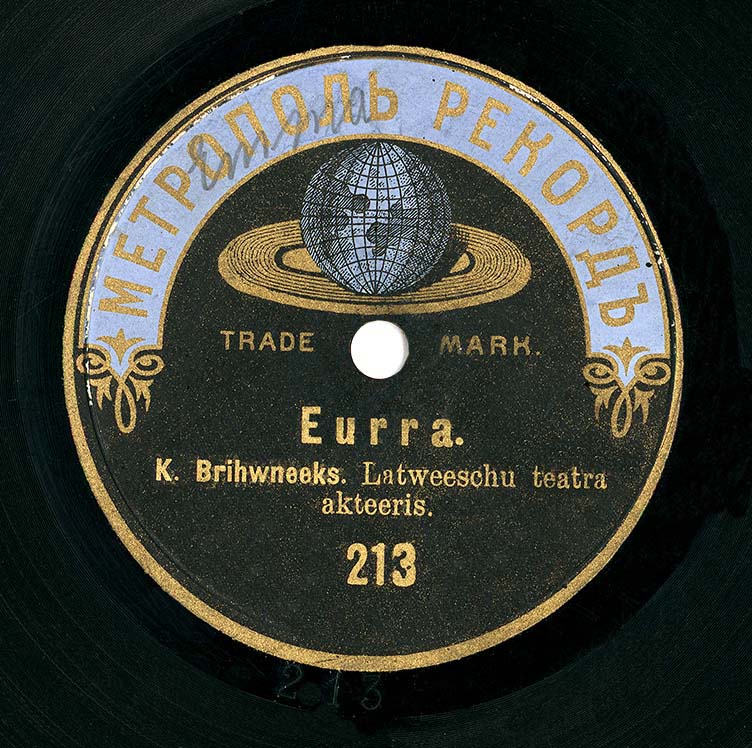 МЕТРОПОЛЬ РЕКОРДЪ
TRADE MARK.
Eurra.
K. Brihwneeks. Latweeschu teatra
akteeris.
213
213